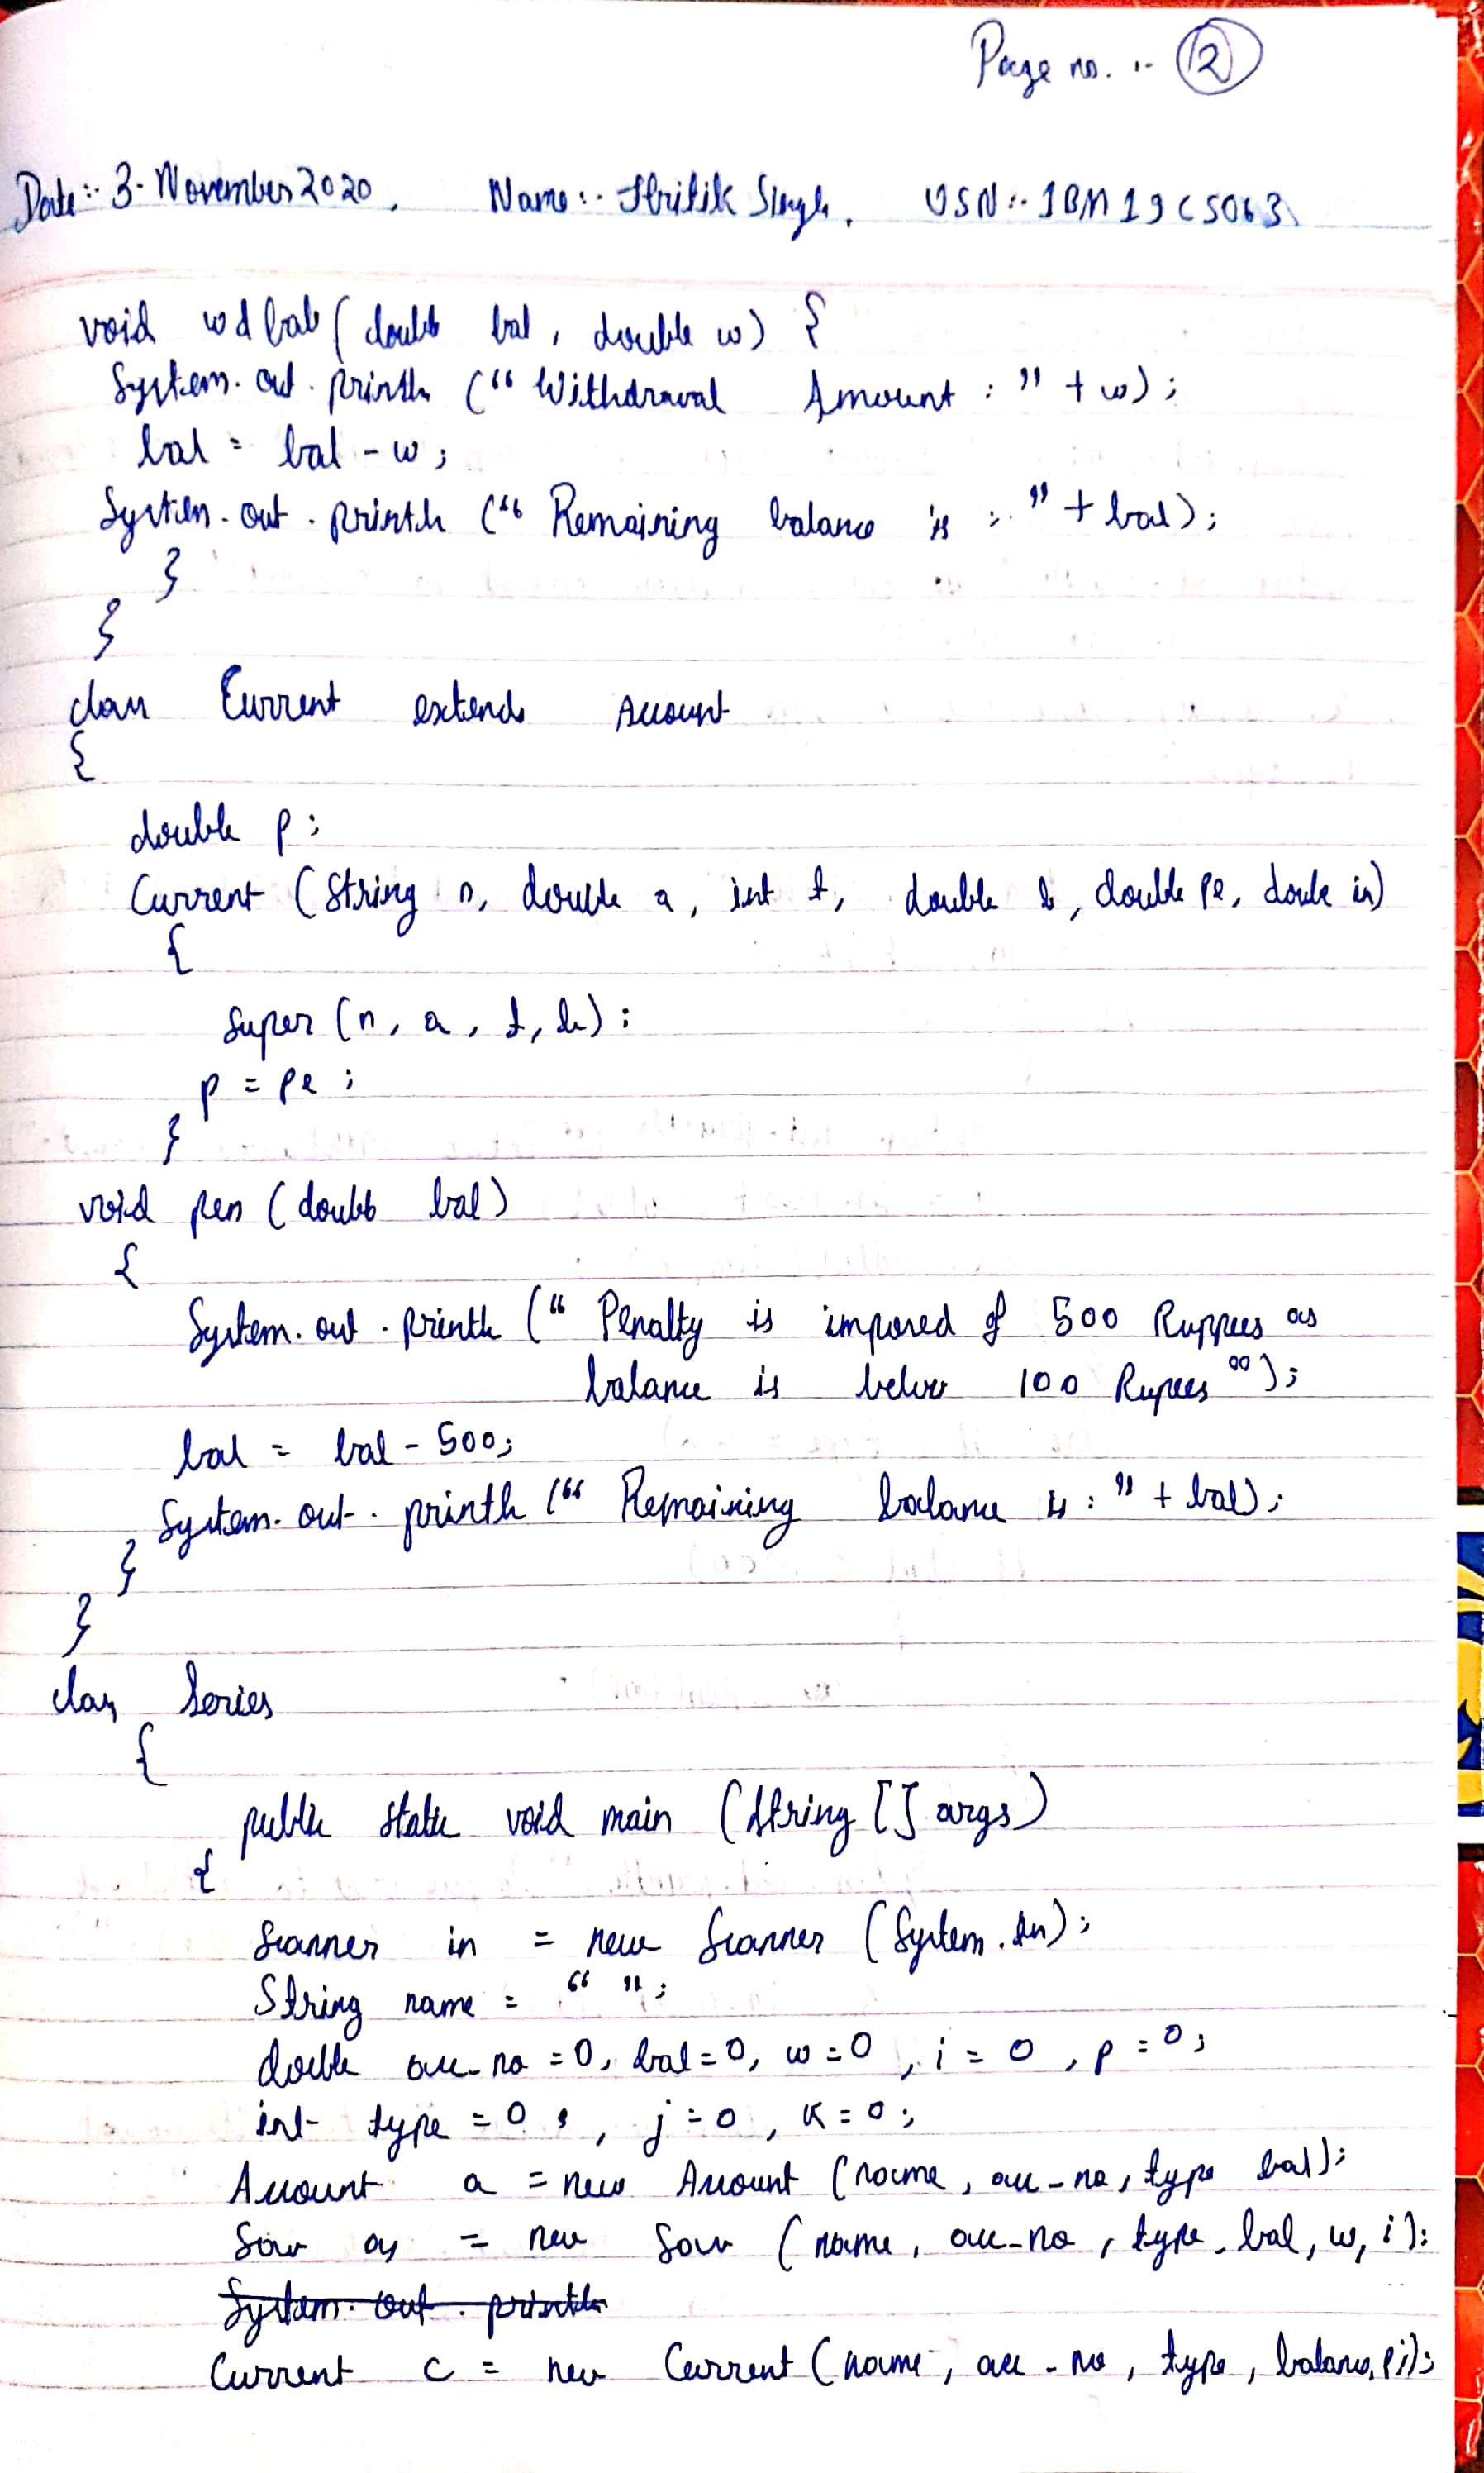 Page no. :- 2
Date:- 3-November 2020. Name:- Hritik Singh. USN:- 1BM19CS063
void wdbal (double bal, double w) {
System.out.println ("Withdraval Amount : " + w);
bal = bal - w;
System.out.println ("Remaining balance is :" + bal);
}
}
class Current extends Account
{
double p;
Current (String n, double a, int t, double b, double pe, double in)
{
super (n, a, t, b);
p = pe;
}
void pen (double bal)
{
System.out.println ("Penalty is imposed of 500 Ruppees as
balance is below 100 Rupees");
bal = bal - 500;
System.out.println ("Remaining balance is : " + bal);
}
}
class Series
{
public static void main (String [] args)
{
Scanner in = new Scanner (System.in);
String name = " ";
double acc_no = 0, bal = 0, w = 0, i = 0, p = 0;
int type = 0, j = 0, k = 0;
Account a = new Account (name, acc_no, type bal);
Sav as = new Sav (name, acc_no, type, bal, w, i);
System.out.println
Current c = new Current (name, acc_no, type, balance, p i);